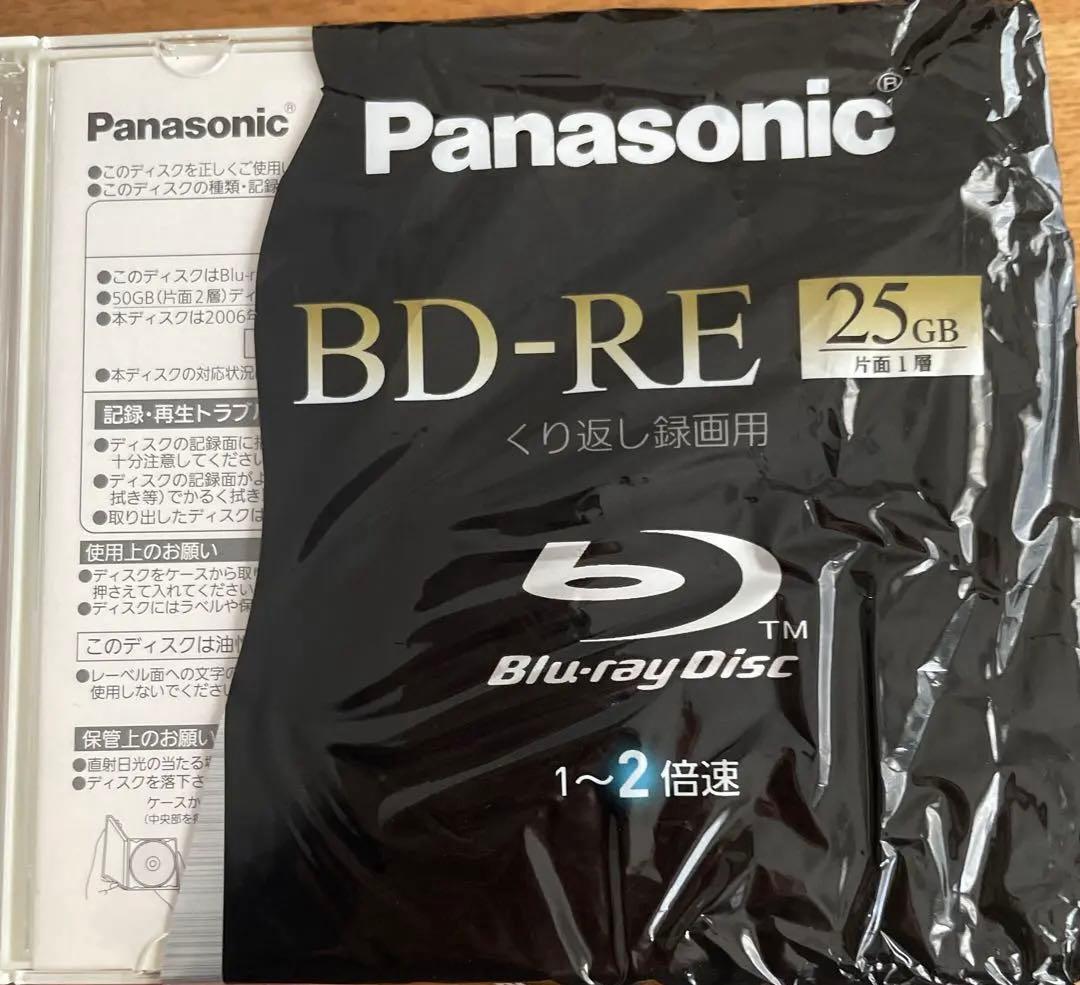 Panasonic®
●このディスクを正しくご使用
●このディスクの種類・記録
●このディスクはBlu-r
●50GB(片面2層)ディ
●本ディスクは2006年
●本ディスクの対応状況
記録・再生トラブル
●ディスクの記録面に
十分注意してくださ
●ディスクの記録面がよ
拭き等)でかるく拭き
●取り出したディスクは
使用上のお願い
●ディスクをケースから取り
押さえて入れてください
●ディスクにはラベルや保
このディスクは油性
●レーベル面への文字の
使用しないでくださ
保管上のお願い
●直射日光の当たる
●ディスクを落下さ
ケースか
(中央部を
Panasonic®
BD-RE
25GB
片面1層
くり返し録画用
TM
Blu-ray Disc
1〜2倍速